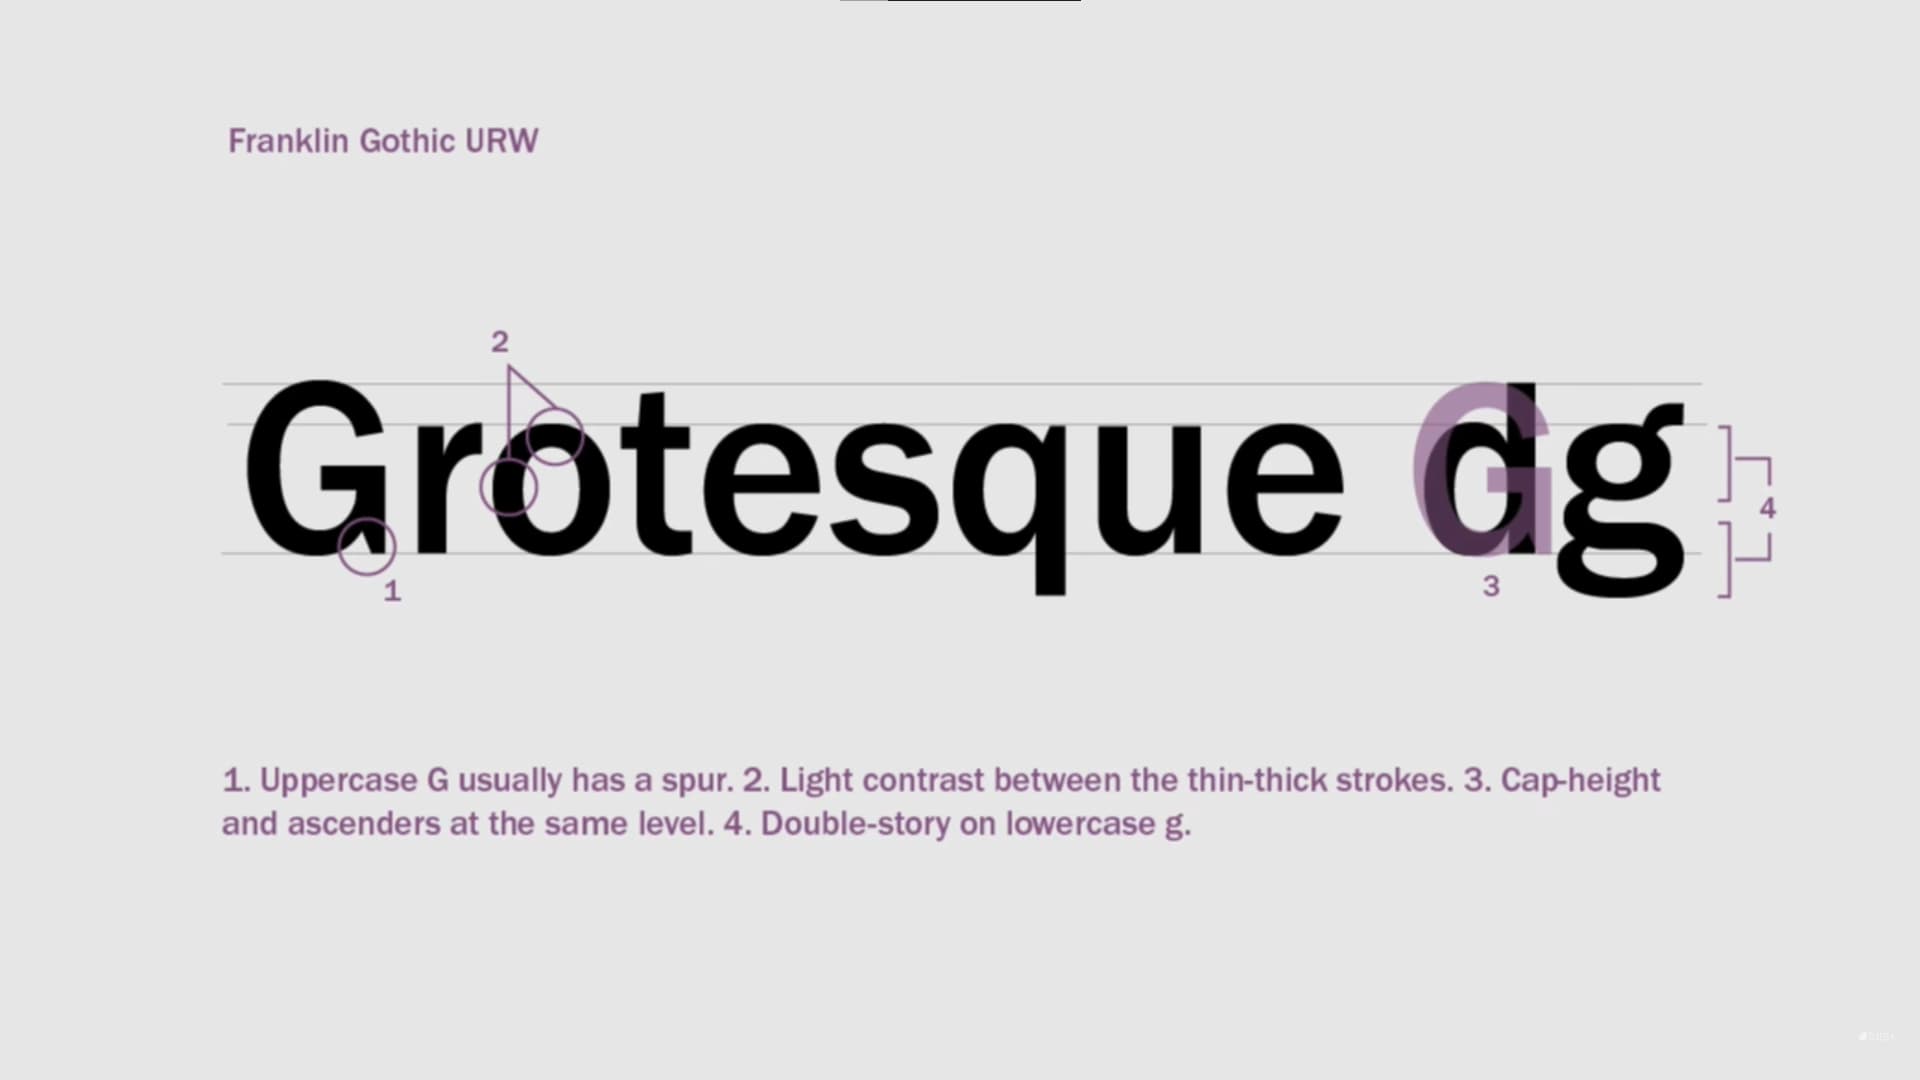 Franklin Gothic URW
2
Grotesque dg
G
4
1
3
1. Uppercase G usually has a spur. 2. Light contrast between the thin-thick strokes. 3. Cap-height
and ascenders at the same level. 4. Double-story on lowercase g.